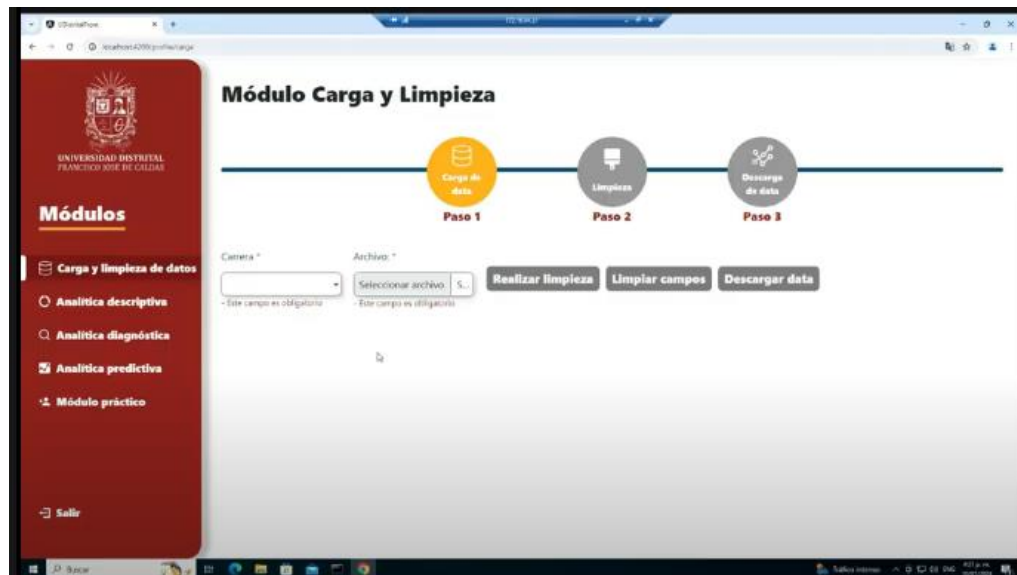 Módulo Carga y Limpieza
UNIVERSIDAD DISTRITAL
FRANCISCO JOSÉ DE CALDAS
Carga de
data
Limpieza
Descarga
de data
Paso 1
Paso 2
Paso 3
Módulos
Carga y limpieza de datos
Analítica descriptiva
Analítica diagnóstica
Analítica predictiva
Módulo práctico
Salir
Carrera *
Archivo: *
Seleccionar archivo S...
Realizar limpieza
Limpiar campos
Descargar data
- Este campo es obligatorio
- Este campo es obligatorio
Buscar
ENG